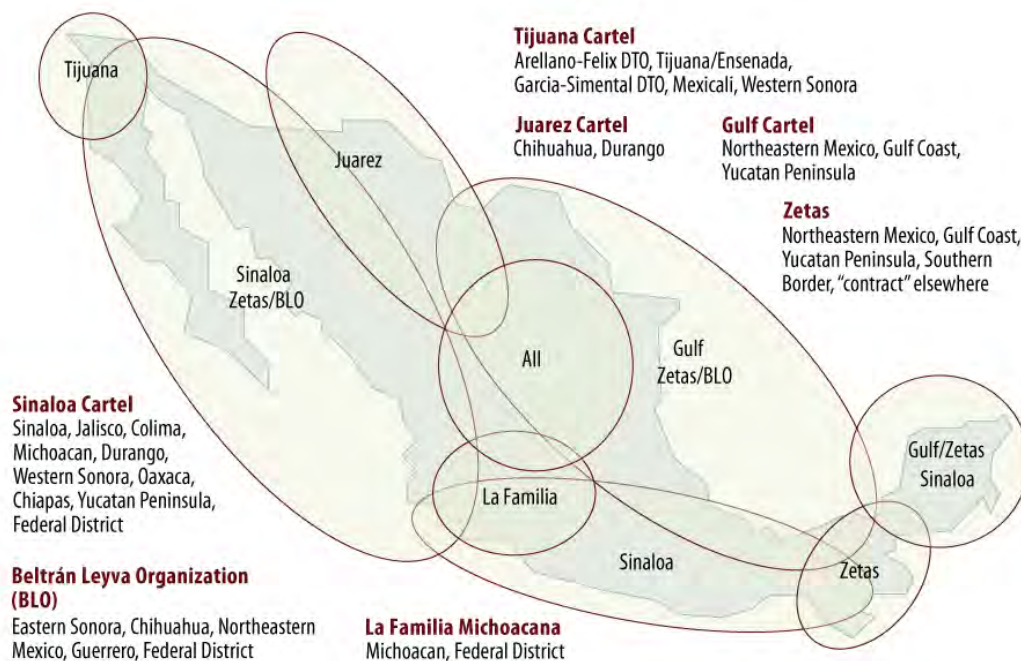 Tijuana Cartel
Arellano-Felix DTO, Tijuana/Ensenada,
Garcia-Simental DTO, Mexicali, Western Sonora
Juarez Cartel
Chihuahua, Durango
Gulf Cartel
Northeastern Mexico, Gulf Coast,
Yucatan Peninsula
Zetas
Northeastern Mexico, Gulf Coast,
Yucatan Peninsula, Southern
Border, “contract” elsewhere
Tijuana
Juarez
Sinaloa
Zetas/BLO
All
Gulf
Zetas/BLO
Gulf/Zetas
Sinaloa
La Familia
Sinaloa
Zetas
Sinaloa Cartel
Sinaloa, Jalisco, Colima,
Michoacan, Durango,
Western Sonora, Oaxaca,
Chiapas, Yucatan Peninsula,
Federal District
Beltrán Leyva Organization
(BLO)
Eastern Sonora, Chihuahua, Northeastern
Mexico, Guerrero, Federal District
La Familia Michoacana
Michoacan, Federal District